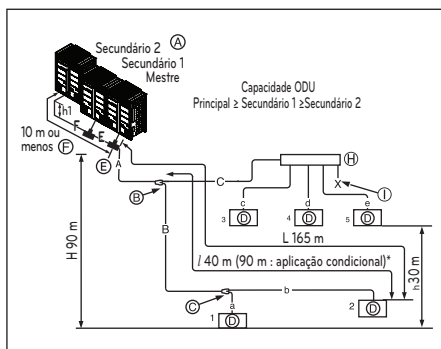 Secundário 2 Ⓐ
Secundário 1
Mestre
Capacidade ODU
Principal ≥ Secundário 1 ≥Secundário 2
h1
F
E
10 m ou
menos Ⓕ
Ⓔ
A
Ⓗ
C
X
Ⓘ
Ⓑ
c
d
e
3 Ⓓ
4 Ⓓ
5 Ⓓ
B
L 165 m
H 90 m
l 40 m (90 m : aplicação condicional)*
h 30 m
b
Ⓒ
a
2 Ⓓ
1 Ⓓ